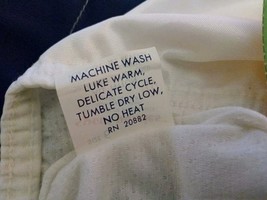 MACHINE WASH
LUKE WARM,
DELICATE CYCLE,
TUMBLE DRY LOW,
NO HEAT
RN 20882